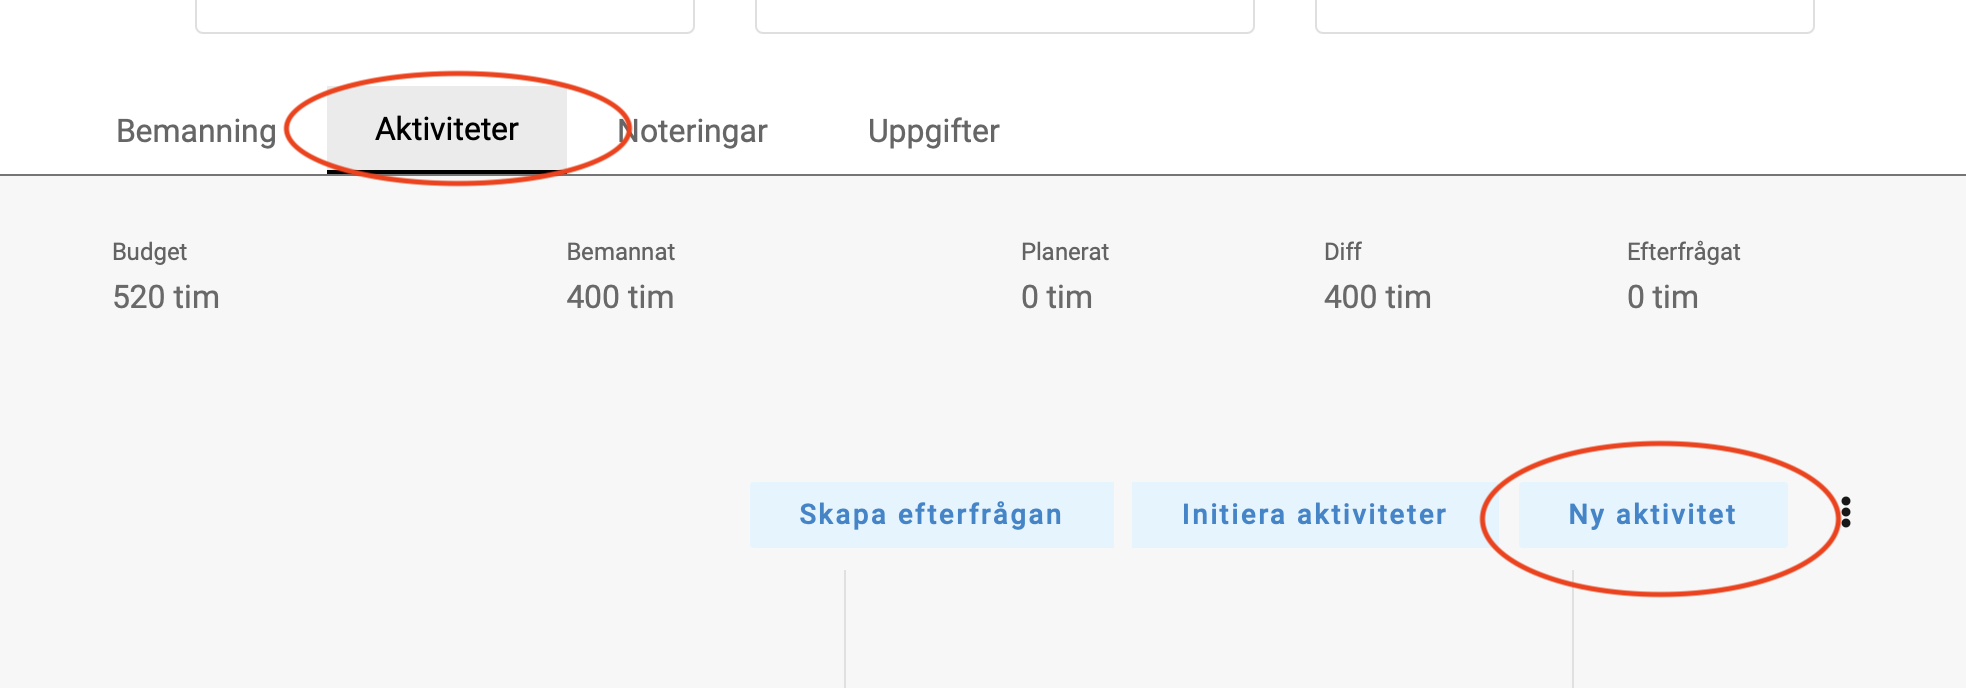 Bemanning Aktiviteter Noteringar Uppgifter
Budget Bemannat Planerat Diff Efterfrågat
520 tim 400 tim 0 tim 400 tim 0 tim
Skapa efterfrågan Initiera aktiviteter Ny aktivitet